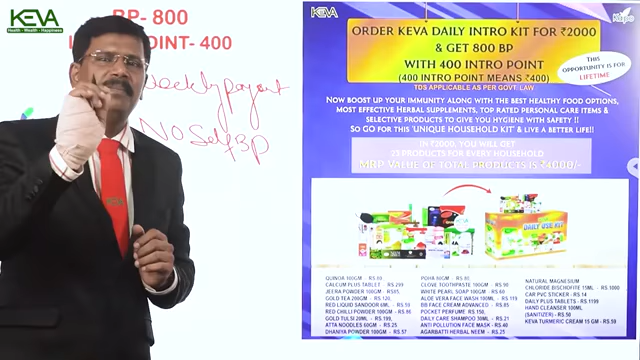 KEVA
Health - Wealth - Happiness
BP- 800
POINT- 400
Weekly payout
No Self BP
KEVA
KEVA
Kaipo
ORDER KEVA DAILY INTRO KIT FOR ₹2000
& GET 800 BP
WITH 400 INTRO POINT
(400 INTRO POINT MEANS ₹400)
TDS APPLICABLE AS PER GOVT. LAW
THIS
OPPORTUNITY IS FOR
LIFETIME
NOW BOOST UP YOUR IMMUNITY ALONG WITH THE BEST HEALTHY FOOD OPTIONS,
MOST EFFECTIVE HERBAL SUPPLEMENTS, TOP RATED PERSONAL CARE ITEMS &
SELECTIVE PRODUCTS TO GIVE YOU HYGIENE WITH SAFETY !!
SO GO FOR THIS 'UNIQUE HOUSEHOLD KIT' & LIVE A BETTER LIFE!!
IN ₹2000, YOU WILL GET
23 PRODUCTS FOR EVERY HOUSEHOLD
MRP VALUE OF TOTAL PRODUCTS IS ₹4000/-
DAILY USE KIT
QUINOA 100GM - RS.60
CALCUM PLUS TABLET - RS.299
JEERA POWDER 100GM - RS65,
GOLD TEA 200GM - RS120,
RED LIQUID SANDOOR 6ML - RS.59
RED CHILLI POWDER 100GM - RS.66
GOLD TULSI 20ML - RS.199,
ATTA NOODLES 60GM - RS.25
DHANIYA POWDER 100GM - RS.57
POHA 600GM - RS.80
CLOVE TOOTHPASTE 100GM - RS.90
WHITE PEARL SOAP 100GM - RS.60
ALOE VERA FACE WASH 100ML - RS.119
BB FACE CREAM ADVANCED - RS.85
POCKET PERFUME - RS.150,
DAILY CARE SHAMPOO 30ML - RS.21
ANTI POLLUTION FACE MASK - RS.40
AGARBATTI HERBAL NEEM - RS.25
NATURAL MAGNESIUM
CHLORIDE BISCHOFITE 11ML - RS.1000
CAR PVC STICKER - RS.14
DAILY PLUS TABLETS - RS.1199
HAND CLEANSER 100ML
(SANITIZER) - RS.50
KEVA TURMERIC CREAM 15 GM - RS.59